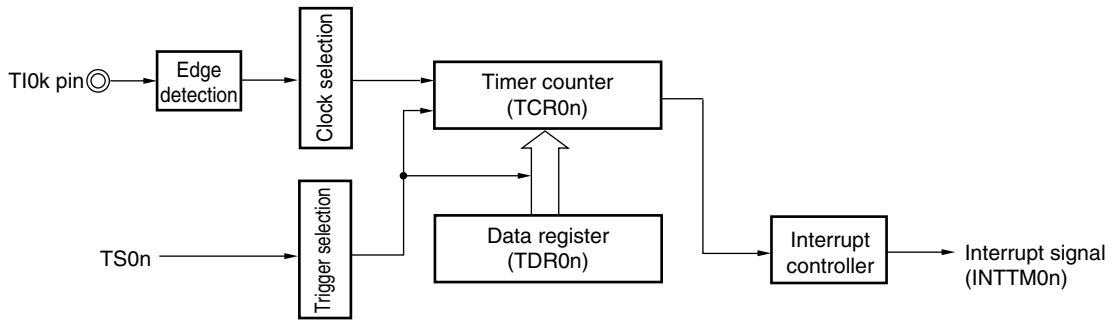 TI0k pin
Edge
detection
Clock selection
Timer counter
(TCR0n)
Trigger selection
TS0n
Data register
(TDR0n)
Interrupt
controller
Interrupt signal
(INTTM0n)